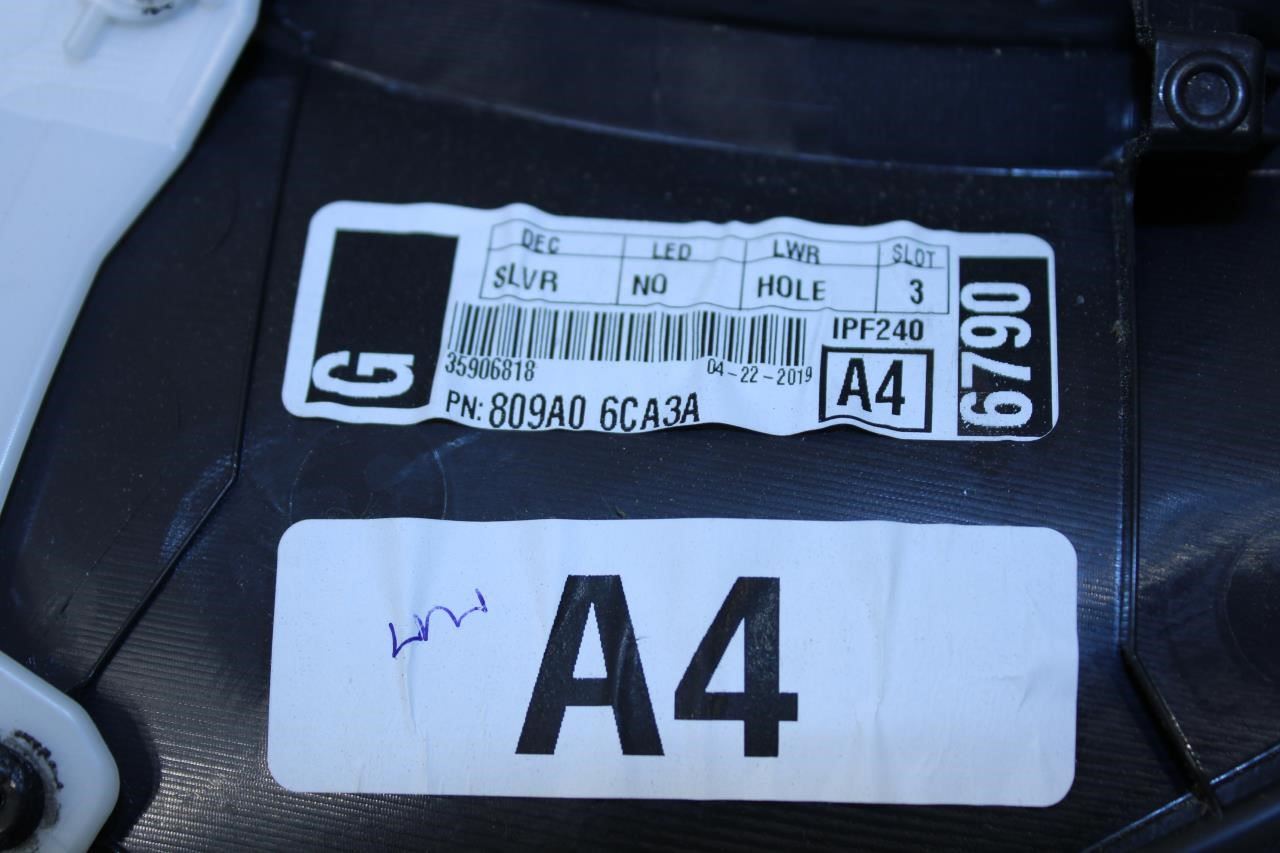 G
DEC LED LWR SLOT
SLVR NO HOLE 3
IPF240
35906818 04-22-2019
A4
PN: 809A0 6CA3A
6790
A4